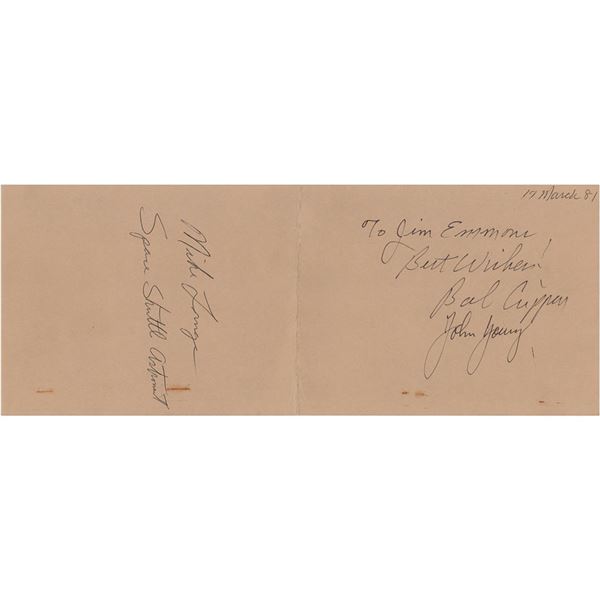 Mike Lounge
Space Shuttle Astronaut
17 March 81
To Jim Emmons
Best Wishes!
Bob Crippen
John Young